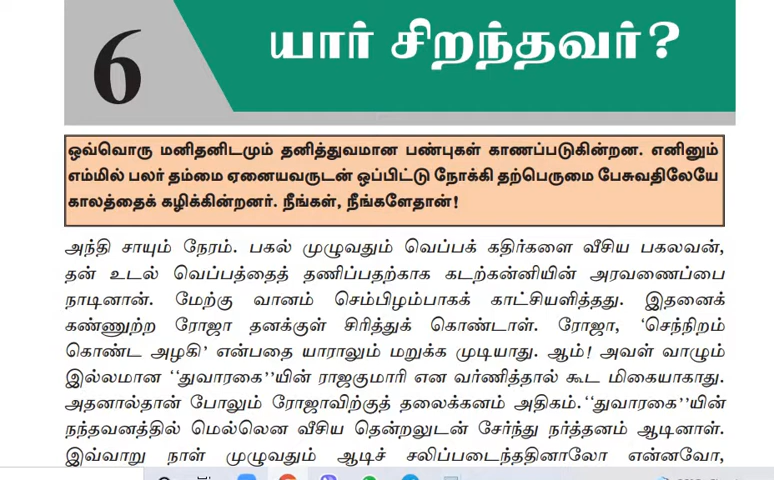 6
யார் சிறந்தவர்?
ஒவ்வொரு மனிதனிடமும் தனித்துவமான பண்புகள் காணப்படுகின்றன. எனினும்
எம்மில் பலர் தம்மை ஏனையவருடன் ஒப்பிட்டு நோக்கி தற்பெருமை பேசுவதிலேயே
காலத்தைக் கழிக்கின்றனர். நீங்கள், நீங்களேதான்!
அந்தி சாயும் நேரம். பகல் முழுவதும் வெப்பக் கதிர்களை வீசிய பகலவன்,
தன் உடல் வெப்பத்தைத் தணிப்பதற்காக கடற்கன்னியின் அரவணைப்பை
நாடினான். மேற்கு வானம் செம்பிழம்பாகக் காட்சியளித்தது. இதனைக்
கண்ணுற்ற ரோஜா தனக்குள் சிரித்துக் கொண்டாள். ரோஜா, 'செந்நிறம்
கொண்ட அழகி' என்பதை யாராலும் மறுக்க முடியாது. ஆம்! அவள் வாழும்
இல்லமான "துவாரகை"யின் ராஜகுமாரி என வர்ணித்தால் கூட மிகையாகாது.
அதனால்தான் போலும் ரோஜாவிற்குத் தலைக்கனம் அதிகம். "துவாரகை"யின்
நந்தவனத்தில் மெல்லென வீசிய தென்றலுடன் சேர்ந்து நர்த்தனம் ஆடினாள்.
இவ்வாறு நாள் முழுவதும் ஆடிச் சலிப்படைந்ததினாலோ என்னவோ,